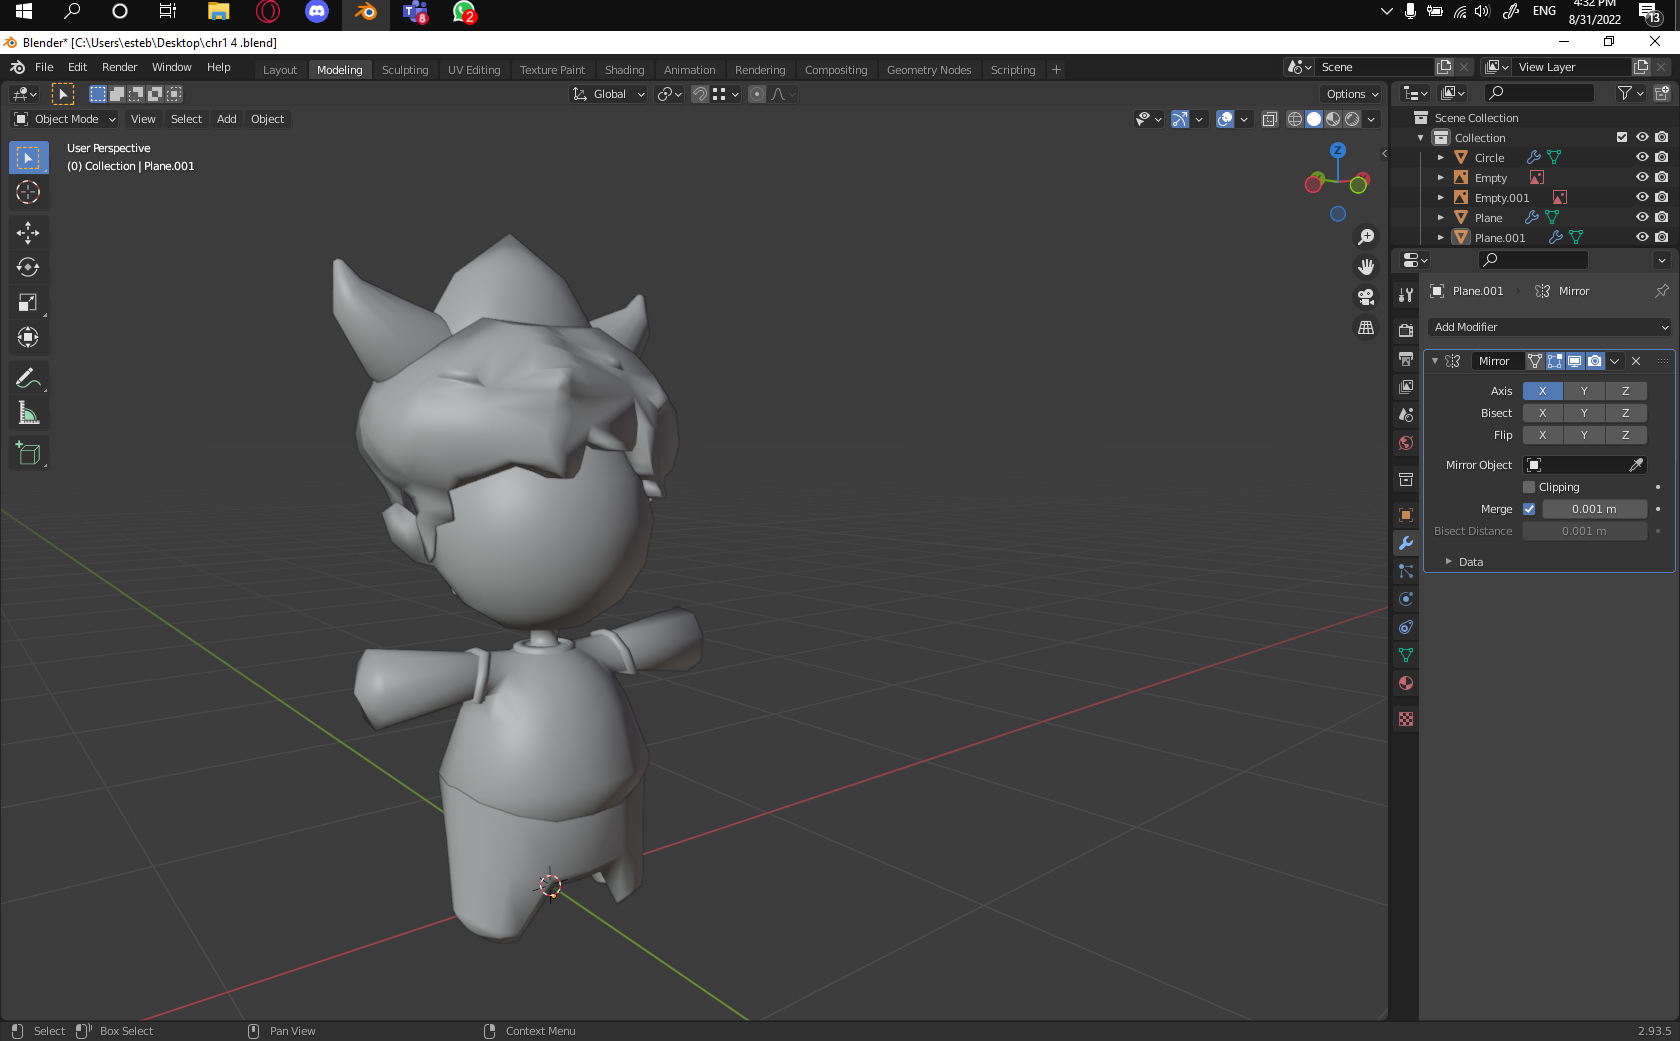 ENG
4:32 PM
8/31/2022
13
8
2
Blender* [C:\Users\esteb\Desktop\chr1 4 .blend]
File Edit Render Window Help
Layout Modeling Sculpting UV Editing Texture Paint Shading Animation Rendering Compositing Geometry Nodes Scripting +
Scene
View Layer
Global
Options
Object Mode View Select Add Object
User Perspective
(0) Collection | Plane.001
Z
Scene Collection
Collection
Circle
Empty
Empty.001
Plane
Plane.001
Plane.001 Mirror
Add Modifier
Mirror
Axis X Y Z
Bisect X Y Z
Flip X Y Z
Mirror Object
Clipping
Merge 0.001 m
Bisect Distance 0.001 m
Data
Select Box Select Pan View Context Menu 2.93.5